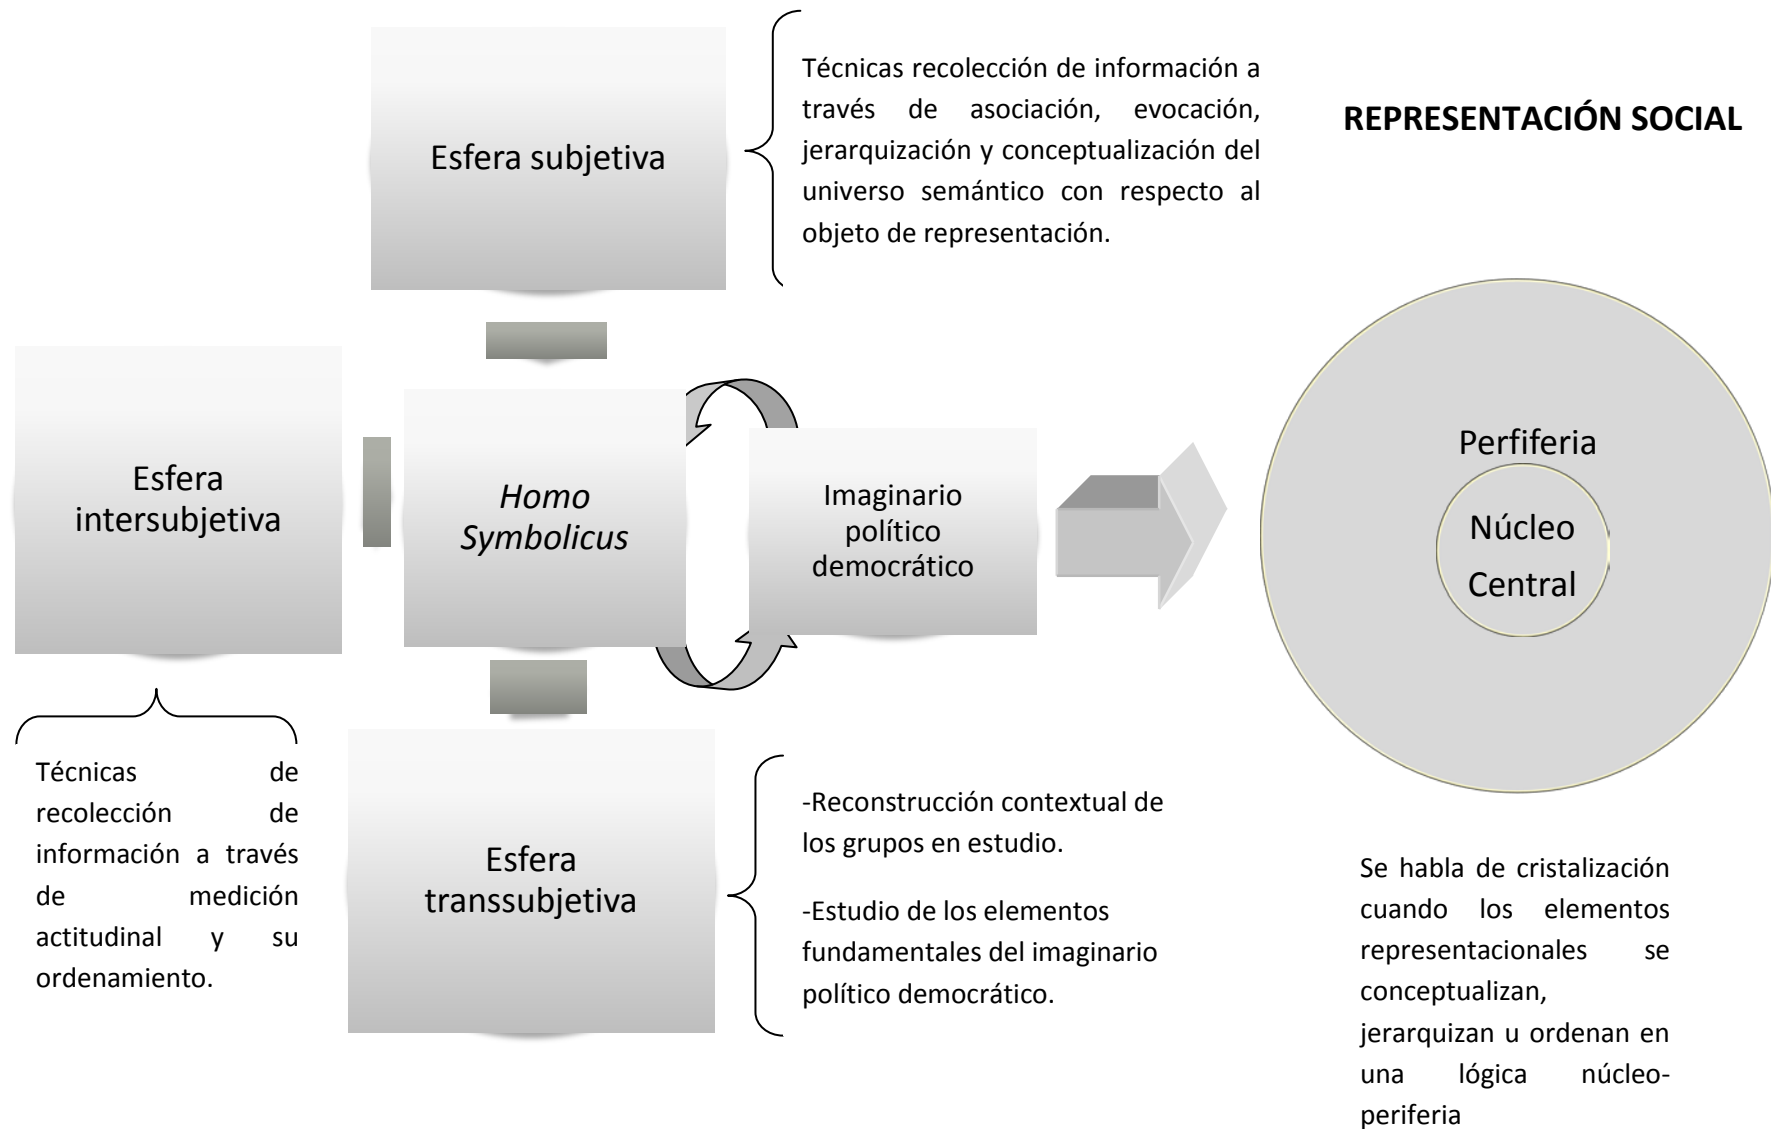 Esfera subjetiva
Técnicas recolección de información a
través de asociación, evocación,
jerarquización y conceptualización del
universo semántico con respecto al
objeto de representación.
REPRESENTACIÓN SOCIAL
Esfera
intersubjetiva
Homo
Symbolicus
Imaginario
político
democrático
Perfiferia
Núcleo
Central
Técnicas de
recolección de
información a través
de medición
actitudinal y su
ordenamiento.
Esfera
transsubjetiva
-Reconstrucción contextual de
los grupos en estudio.
-Estudio de los elementos
fundamentales del imaginario
político democrático.
Se habla de cristalización
cuando los elementos
representacionales se
conceptualizan,
jerarquizan u ordenan en
una lógica núcleo-
periferia